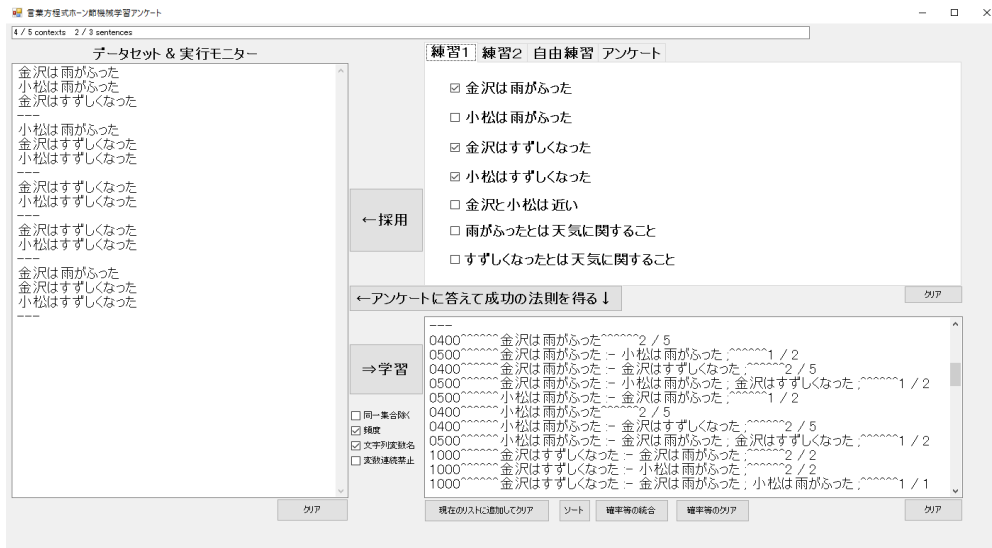 言葉方程式ホーン節機械学習アンケート
4 / 5 contexts   2 / 3 sentences
データセット & 実行モニター
金沢は雨がふった
小松は雨がふった
金沢はすずしくなった
---
小松は雨がふった
金沢はすずしくなった
小松はすずしくなった
---
金沢はすずしくなった
小松はすずしくなった
---
金沢はすずしくなった
小松はすずしくなった
---
金沢は雨がふった
金沢はすずしくなった
小松はすずしくなった
---
クリア
←採用
←アンケートに答えて成功の法則を得る↓
⇒学習
同一集合除く
頻度
文字列変数名
変数連続禁止
練習1 練習2 自由練習 アンケート
金沢は雨がふった
小松は雨がふった
金沢はすずしくなった
小松はすずしくなった
金沢と小松は近い
雨がふったとは天気に関すること
すずしくなったとは天気に関すること
クリア
---
0400^^^^^^金沢は雨がふった^^^^^^2 / 5
0500^^^^^^金沢は雨がふった :- 小松は雨がふった ;^^^^^^1 / 2
0400^^^^^^金沢は雨がふった :- 金沢はすずしくなった ;^^^^^^2 / 5
0500^^^^^^金沢は雨がふった :- 小松は雨がふった ; 金沢はすずしくなった ;^^^^^^1 / 2
0500^^^^^^小松は雨がふった :- 金沢は雨がふった ;^^^^^^1 / 2
0400^^^^^^小松は雨がふった^^^^^^2 / 5
0400^^^^^^小松は雨がふった :- 金沢はすずしくなった ;^^^^^^2 / 5
0500^^^^^^小松は雨がふった :- 金沢は雨がふった ; 金沢はすずしくなった ;^^^^^^1 / 2
1000^^^^^^金沢はすずしくなった :- 金沢は雨がふった ;^^^^^^2 / 2
1000^^^^^^金沢はすずしくなった :- 小松は雨がふった ;^^^^^^2 / 2
1000^^^^^^金沢はすずしくなった :- 金沢は雨がふった ; 小松は雨がふった ;^^^^^^1 / 1
現在のリストに追加してクリア ソート 確率等の統合 確率等のクリア クリア